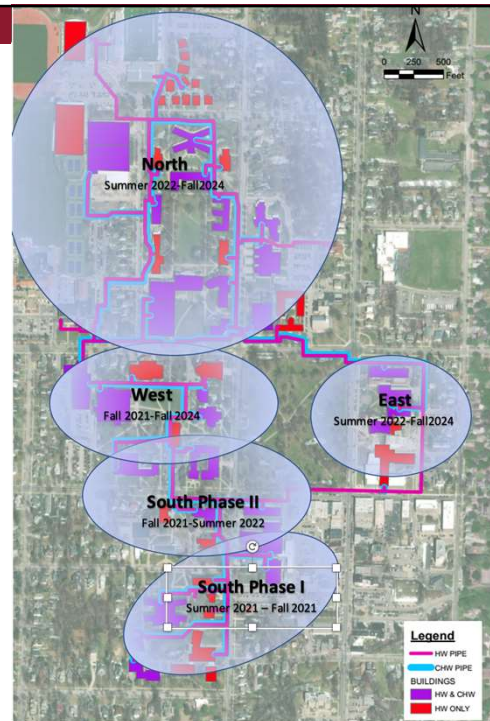 N
0 250 500
Feet
North
Summer 2022-Fall2024
West
Fall 2021-Fall 2024
East
Summer 2022-Fall2024
South Phase II
Fall 2021-Summer 2022
South Phase I
Summer 2021 – Fall 2021
Legend
HW PIPE
CHW PIPE
BUILDINGS
HW & CHW
HW ONLY